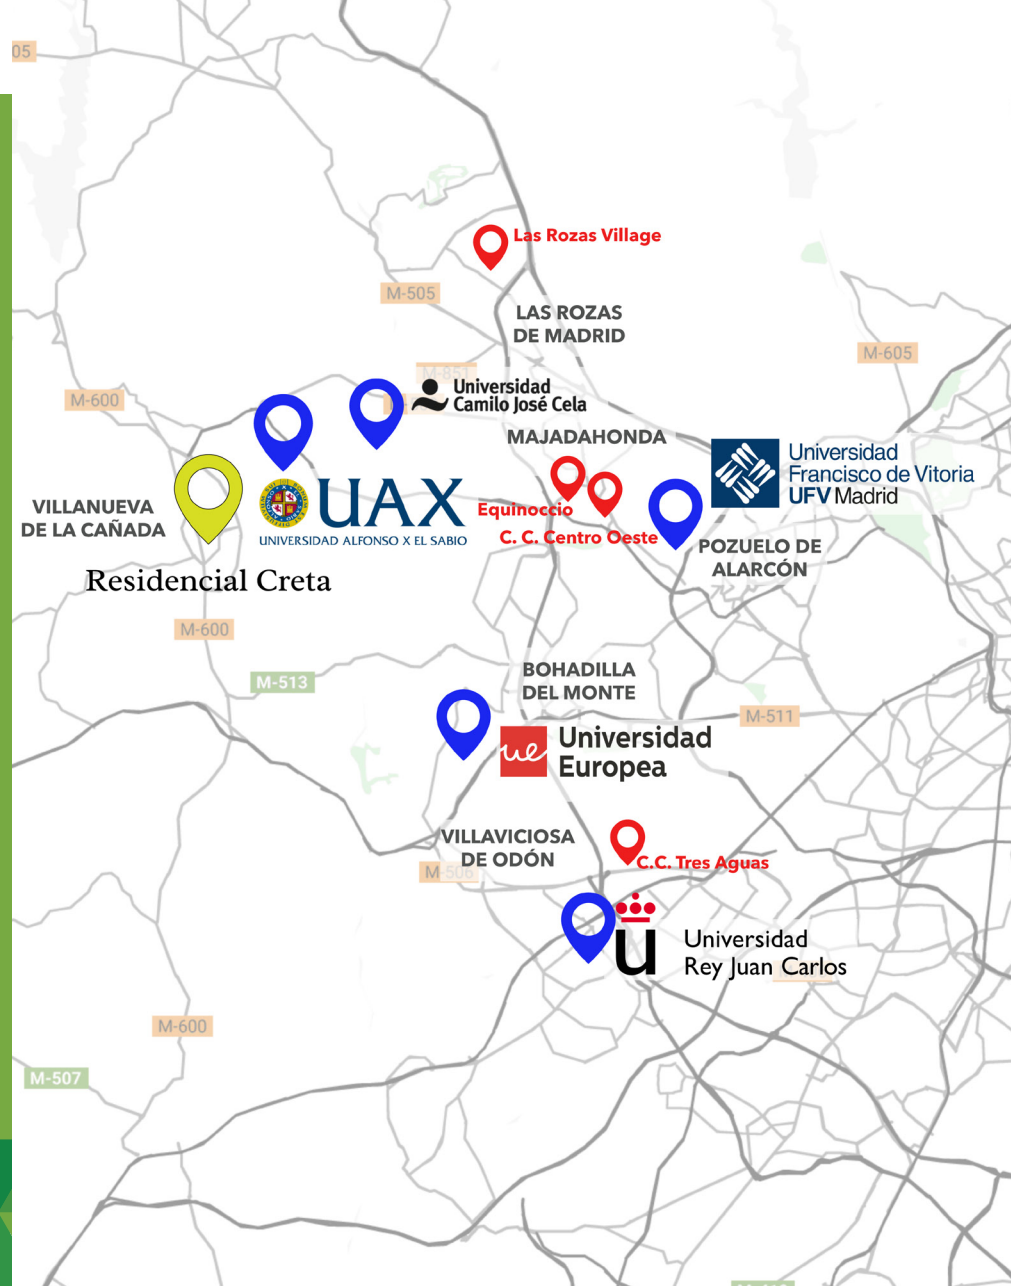 05
Las Rozas Village
M-505
LAS ROZAS
DE MADRID
M-605
M-851
Universidad
Camilo José Cela
M-600
MAJADAHONDA
Universidad
Francisco de Vitoria
UFV Madrid
VILLANUEVA
DE LA CAÑADA
UAX
UNIVERSIDAD ALFONSO X EL SABIO
Equinoccio
C. C. Centro Oeste
POZUELO DE
ALARCÓN
Residencial Creta
M-600
BOHADILLA
DEL MONTE
M-513
M-511
ue
Universidad
Europea
VILLAVICIOSA
DE ODÓN
C.C. Tres Aguas
M-506
u
Universidad
Rey Juan Carlos
M-600
M-507